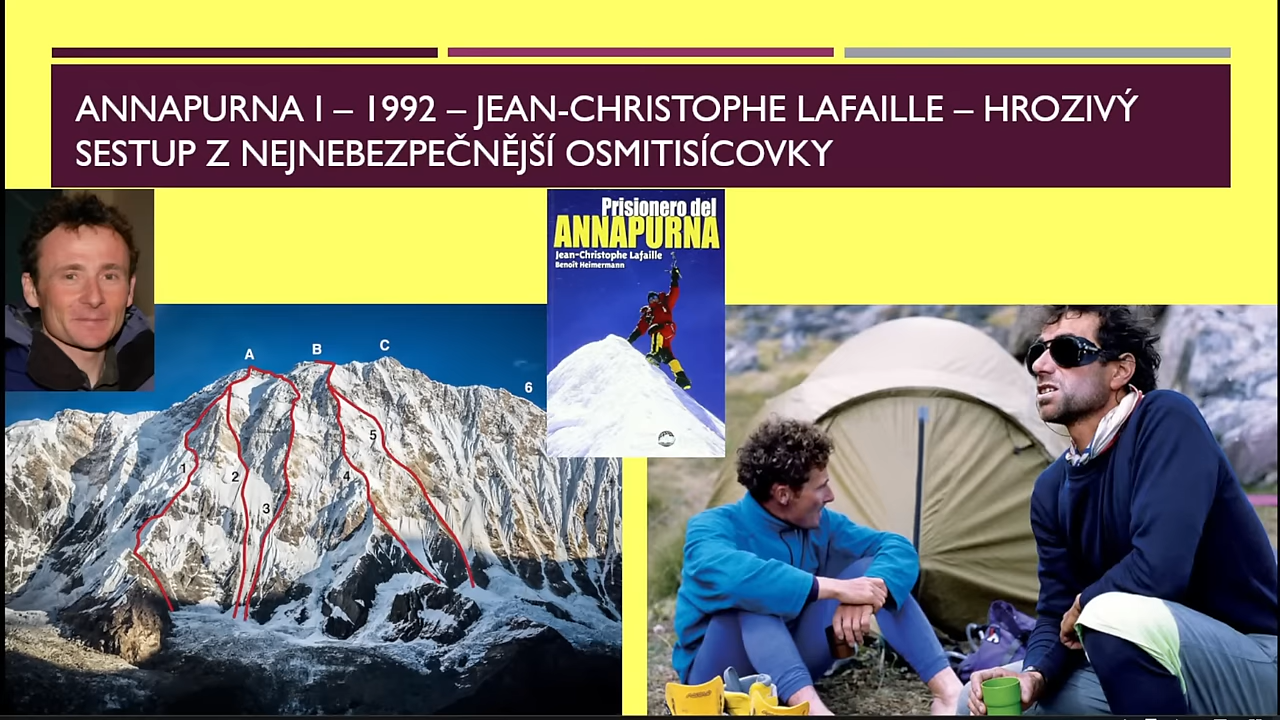 ANNAPURNA I – 1992 – JEAN-CHRISTOPHE LAFAILLE – HROZIVÝ
SESTUP Z NEJNEBEZPEČNĚJŠÍ OSMITISÍCOVKY
Prisionero del
ANNAPURNA
Jean-Christophe Lafaille
Benoît Heimermann
A
B
C
6
5
1
2
4
3